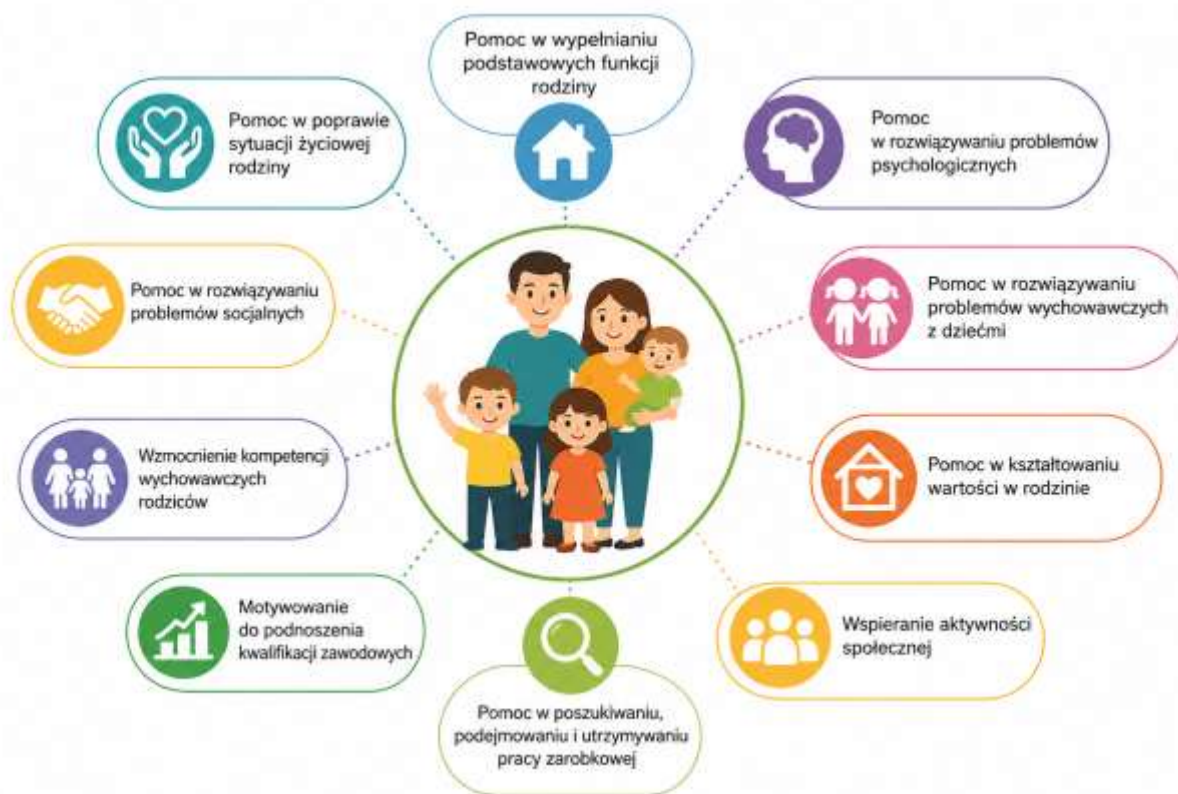 Pomoc w wypełnianiu
podstawowych funkcji
rodziny
Pomoc w poprawie
sytuacji życiowej
rodziny
Pomoc
w rozwiązywaniu problemów
psychologicznych
Pomoc w rozwiązywaniu
problemów socjalnych
Pomoc w rozwiązywaniu
problemów wychowawczych
z dziećmi
Wzmocnienie kompetencji
wychowawczych
rodziców
Pomoc w kształtowaniu
wartości w rodzinie
Motywowanie
do podnoszenia
kwalifikacji zawodowych
Wspieranie aktywności
społecznej
Pomoc w poszukiwaniu,
podejmowaniu i utrzymywaniu
pracy zarobkowej